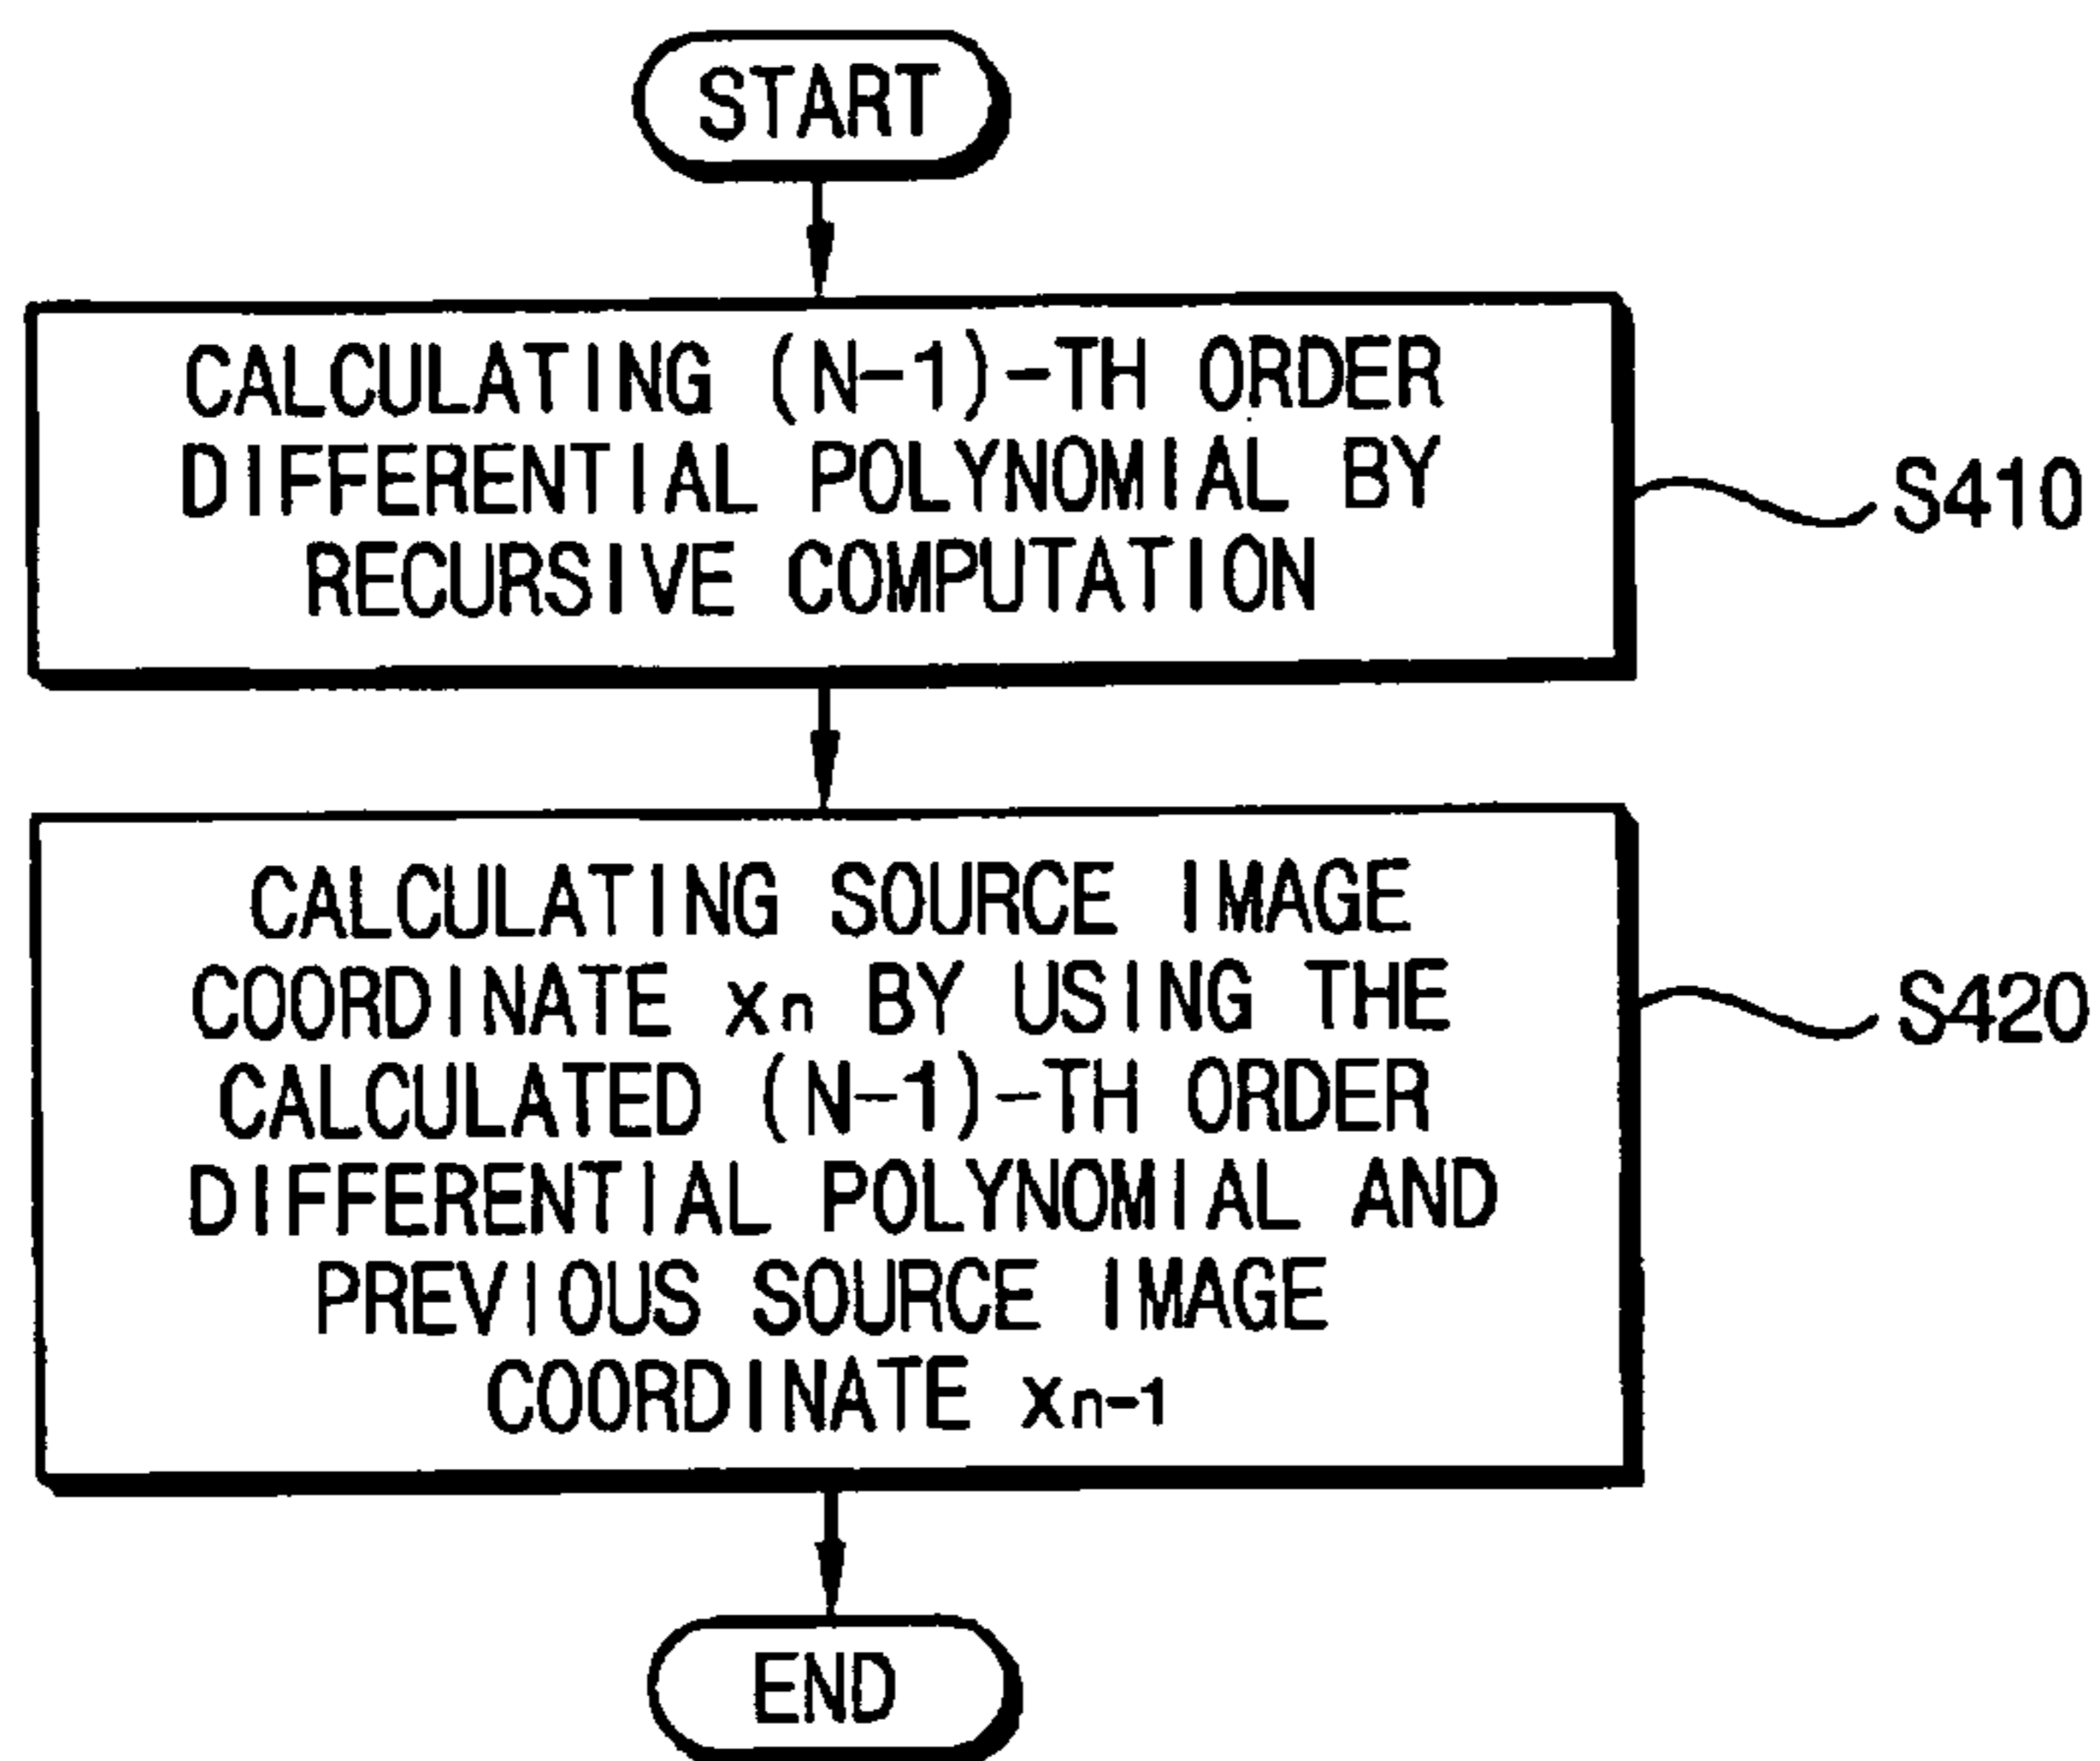 START
CALCULATING (N-1)-TH ORDER
DIFFERENTIAL POLYNOMIAL BY
RECURSIVE COMPUTATION
S410
CALCULATING SOURCE IMAGE
COORDINATE xn BY USING THE
CALCULATED (N-1)-TH ORDER
DIFFERENTIAL POLYNOMIAL AND
PREVIOUS SOURCE IMAGE
COORDINATE xn-1
S420
END